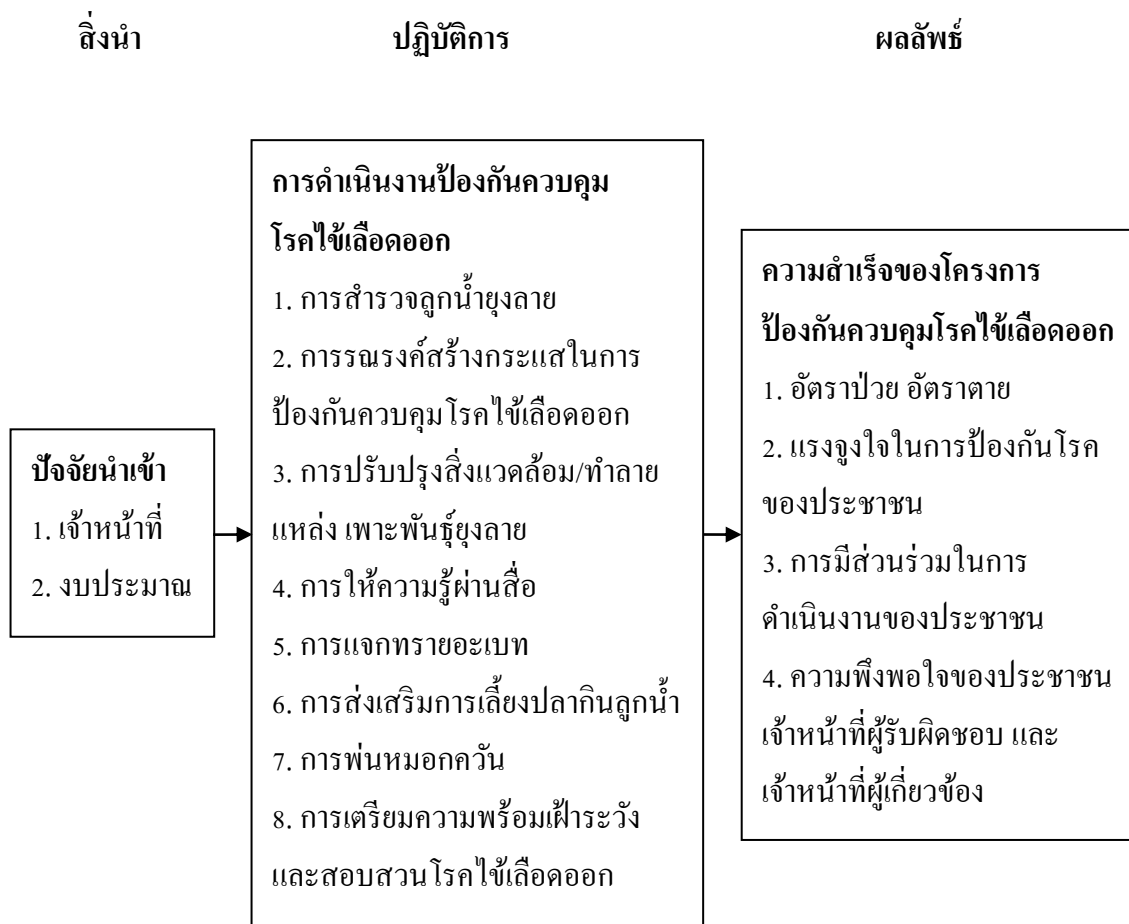 สิ่งนำ
ปฏิบัติการ
ผลลัพธ์
ปัจจัยนำเข้า
1. เจ้าหน้าที่
2. งบประมาณ
การดำเนินงานป้องกันควบคุม
โรคไข้เลือดออก
1. การสำรวจลูกน้ำยุงลาย
2. การรณรงค์สร้างกระแสในการ
ป้องกันควบคุมโรคไข้เลือดออก
3. การปรับปรุงสิ่งแวดล้อม/ทำลาย
แหล่ง เพาะพันธุ์ยุงลาย
4. การให้ความรู้ผ่านสื่อ
5. การแจกทรายอะเบท
6. การส่งเสริมการเลี้ยงปลากินลูกน้ำ
7. การพ่นหมอกควัน
8. การเตรียมความพร้อมเฝ้าระวัง
และสอบสวนโรคไข้เลือดออก
ความสำเร็จของโครงการ
ป้องกันควบคุมโรคไข้เลือดออก
1. อัตราป่วย อัตราตาย
2. แรงจูงใจในการป้องกันโรค
ของประชาชน
3. การมีส่วนร่วมในการ
ดำเนินงานของประชาชน
4. ความพึงพอใจของประชาชน
เจ้าหน้าที่ผู้รับผิดชอบ และ
เจ้าหน้าที่ผู้เกี่ยวข้อง